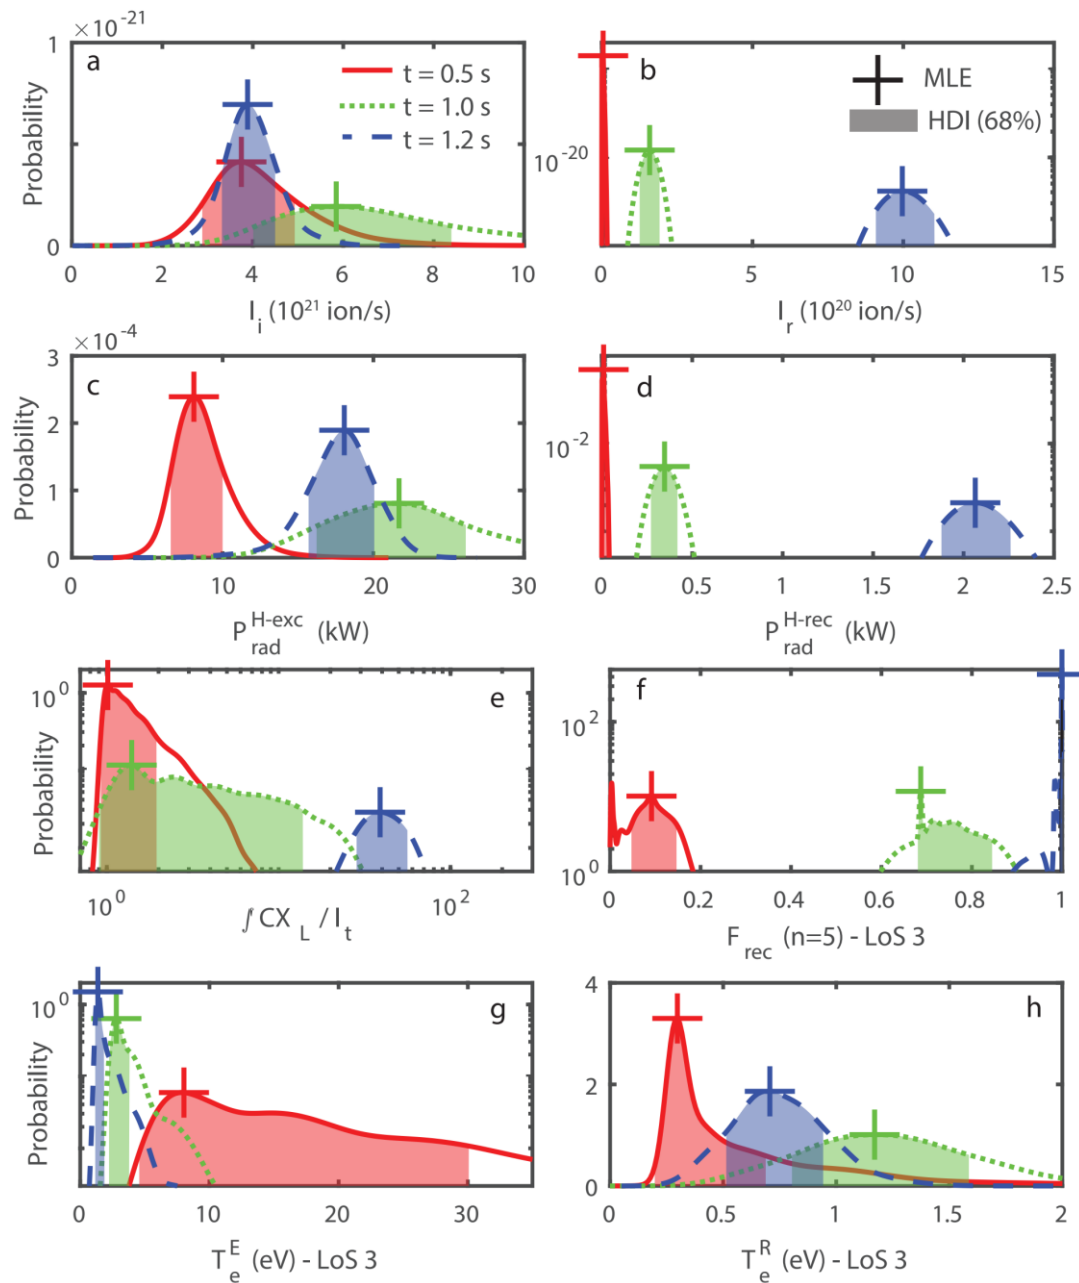 ×10⁻²¹
1
a
t = 0.5 s
t = 1.0 s
t = 1.2 s
Probability
0
0 2 4 6 8 10
I_i (10²¹ ion/s)
b
MLE
HDI (68%)
10⁻²⁰
0 5 10 15
I_r (10²⁰ ion/s)
×10⁻⁴
3
2
1
0
c
Probability
0 10 20 30
P_rad^H-exc (kW)
d
10⁻²
0 0.5 1 1.5 2 2.5
P_rad^H-rec (kW)
e
10⁰
Probability
10⁰ 10²
∫CX_L / I_t
f
10²
10⁰
0 0.2 0.4 0.6 0.8 1
F_rec (n=5) - LoS 3
g
10⁰
Probability
0 10 20 30
T_e^E (eV) - LoS 3
h
4
2
0
0 0.5 1 1.5 2
T_e^R (eV) - LoS 3